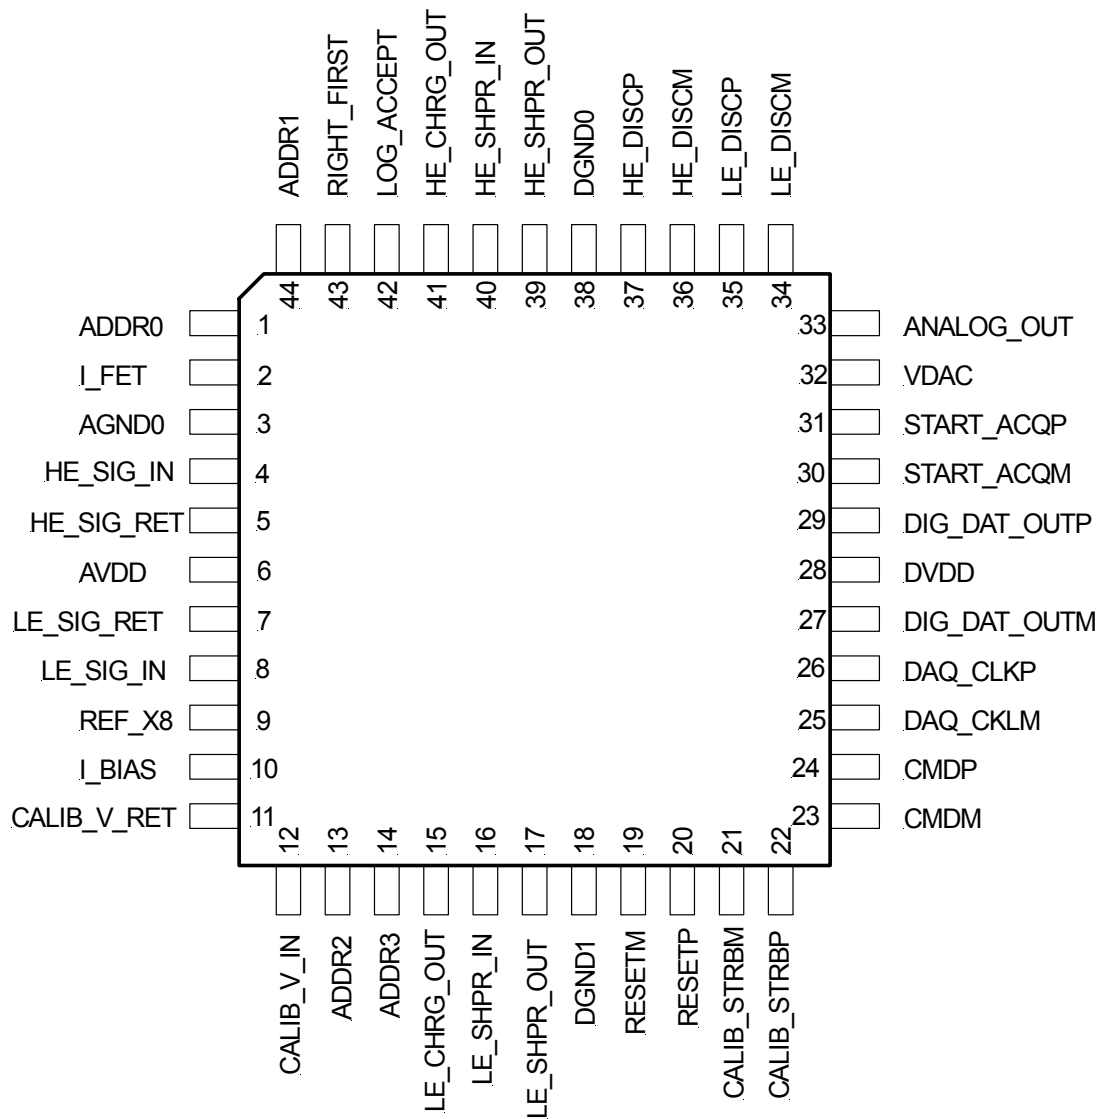 ADDR1
RIGHT_FIRST
LOG_ACCEPT
HE_CHRG_OUT
HE_SHPR_IN
HE_SHPR_OUT
DGND0
HE_DISCP
HE_DISCM
LE_DISCP
LE_DISCM
44
43
42
41
40
39
38
37
36
35
34
ADDR0 1
I_FET 2
AGND0 3
HE_SIG_IN 4
HE_SIG_RET 5
AVDD 6
LE_SIG_RET 7
LE_SIG_IN 8
REF_X8 9
I_BIAS 10
CALIB_V_RET 11
33 ANALOG_OUT
32 VDAC
31 START_ACQP
30 START_ACQM
29 DIG_DAT_OUTP
28 DVDD
27 DIG_DAT_OUTM
26 DAQ_CLKP
25 DAQ_CKLM
24 CMDP
23 CMDM
12
13
14
15
16
17
18
19
20
21
22
CALIB_V_IN
ADDR2
ADDR3
LE_CHRG_OUT
LE_SHPR_IN
LE_SHPR_OUT
DGND1
RESETM
RESETP
CALIB_STRBM
CALIB_STRBP